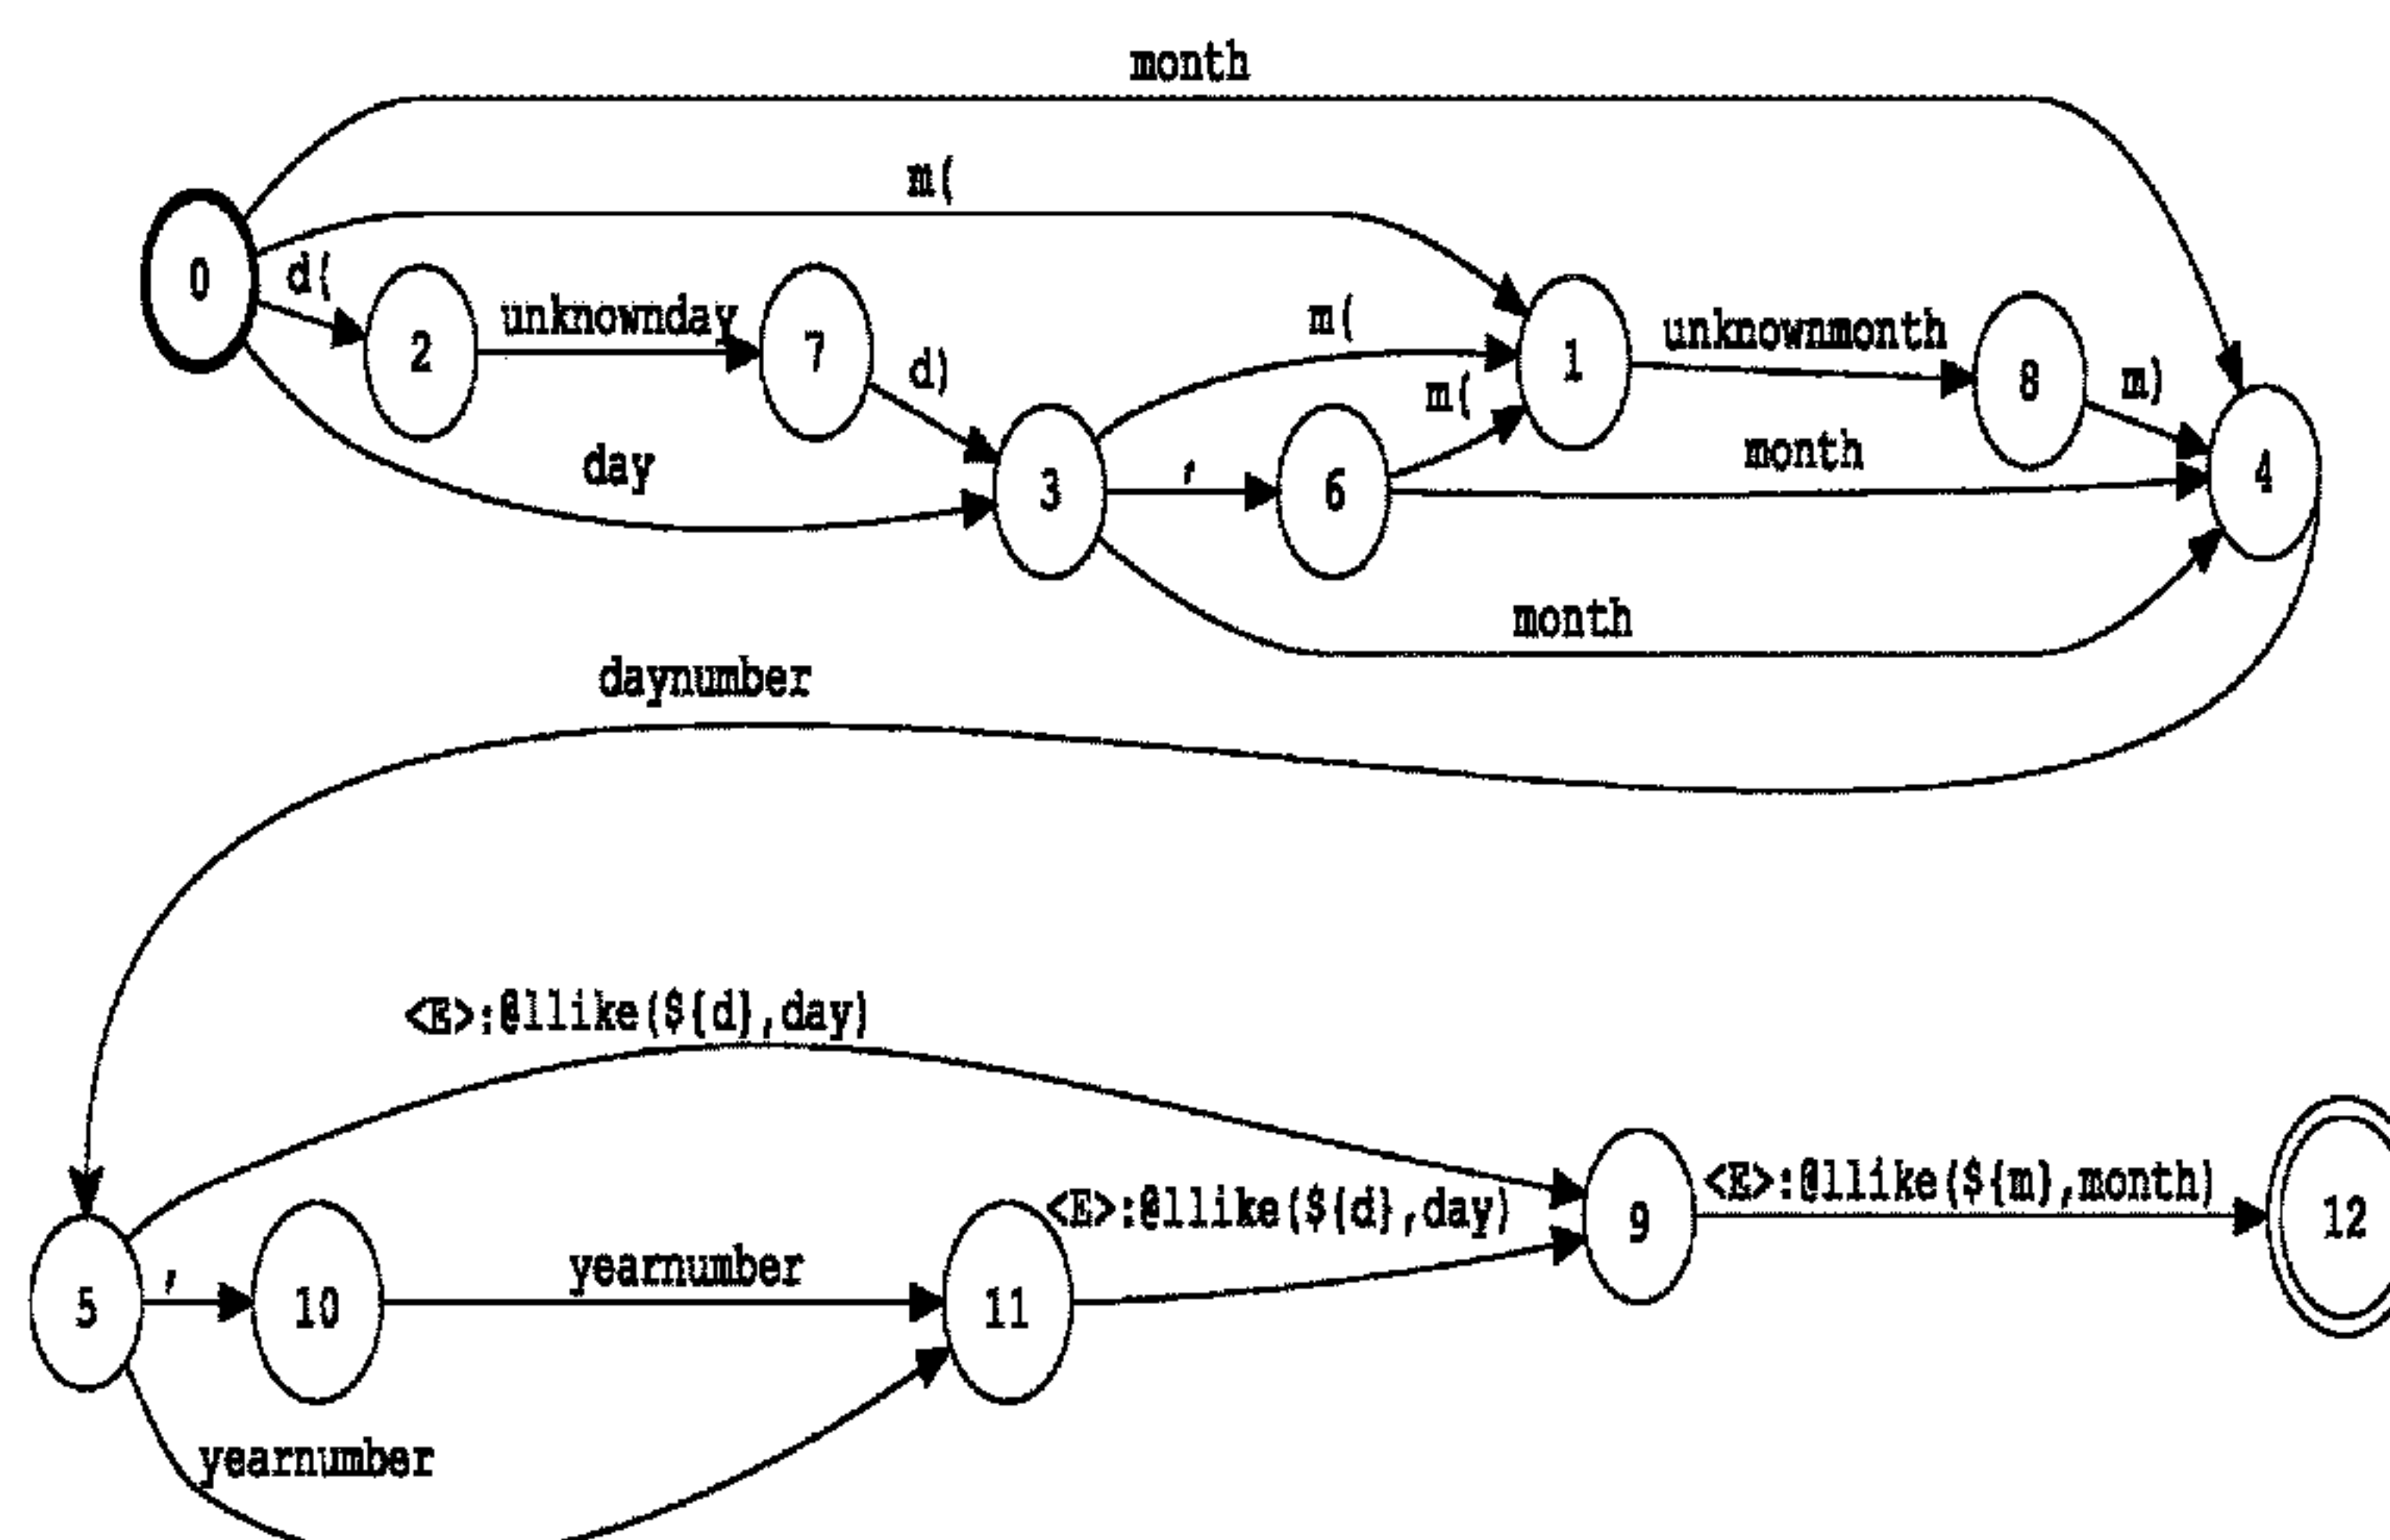 month
m(
0
d(
2
unknownday
7
d)
day
3
m(
,
6
m(
1
unknownmonth
8
m)
month
4
month
daynumber
<E>:@llike(${d},day)
5
,
10
yearnumber
11
<E>:@llike(${d},day)
9
<E>:@llike(${m},month)
12
yearnumber